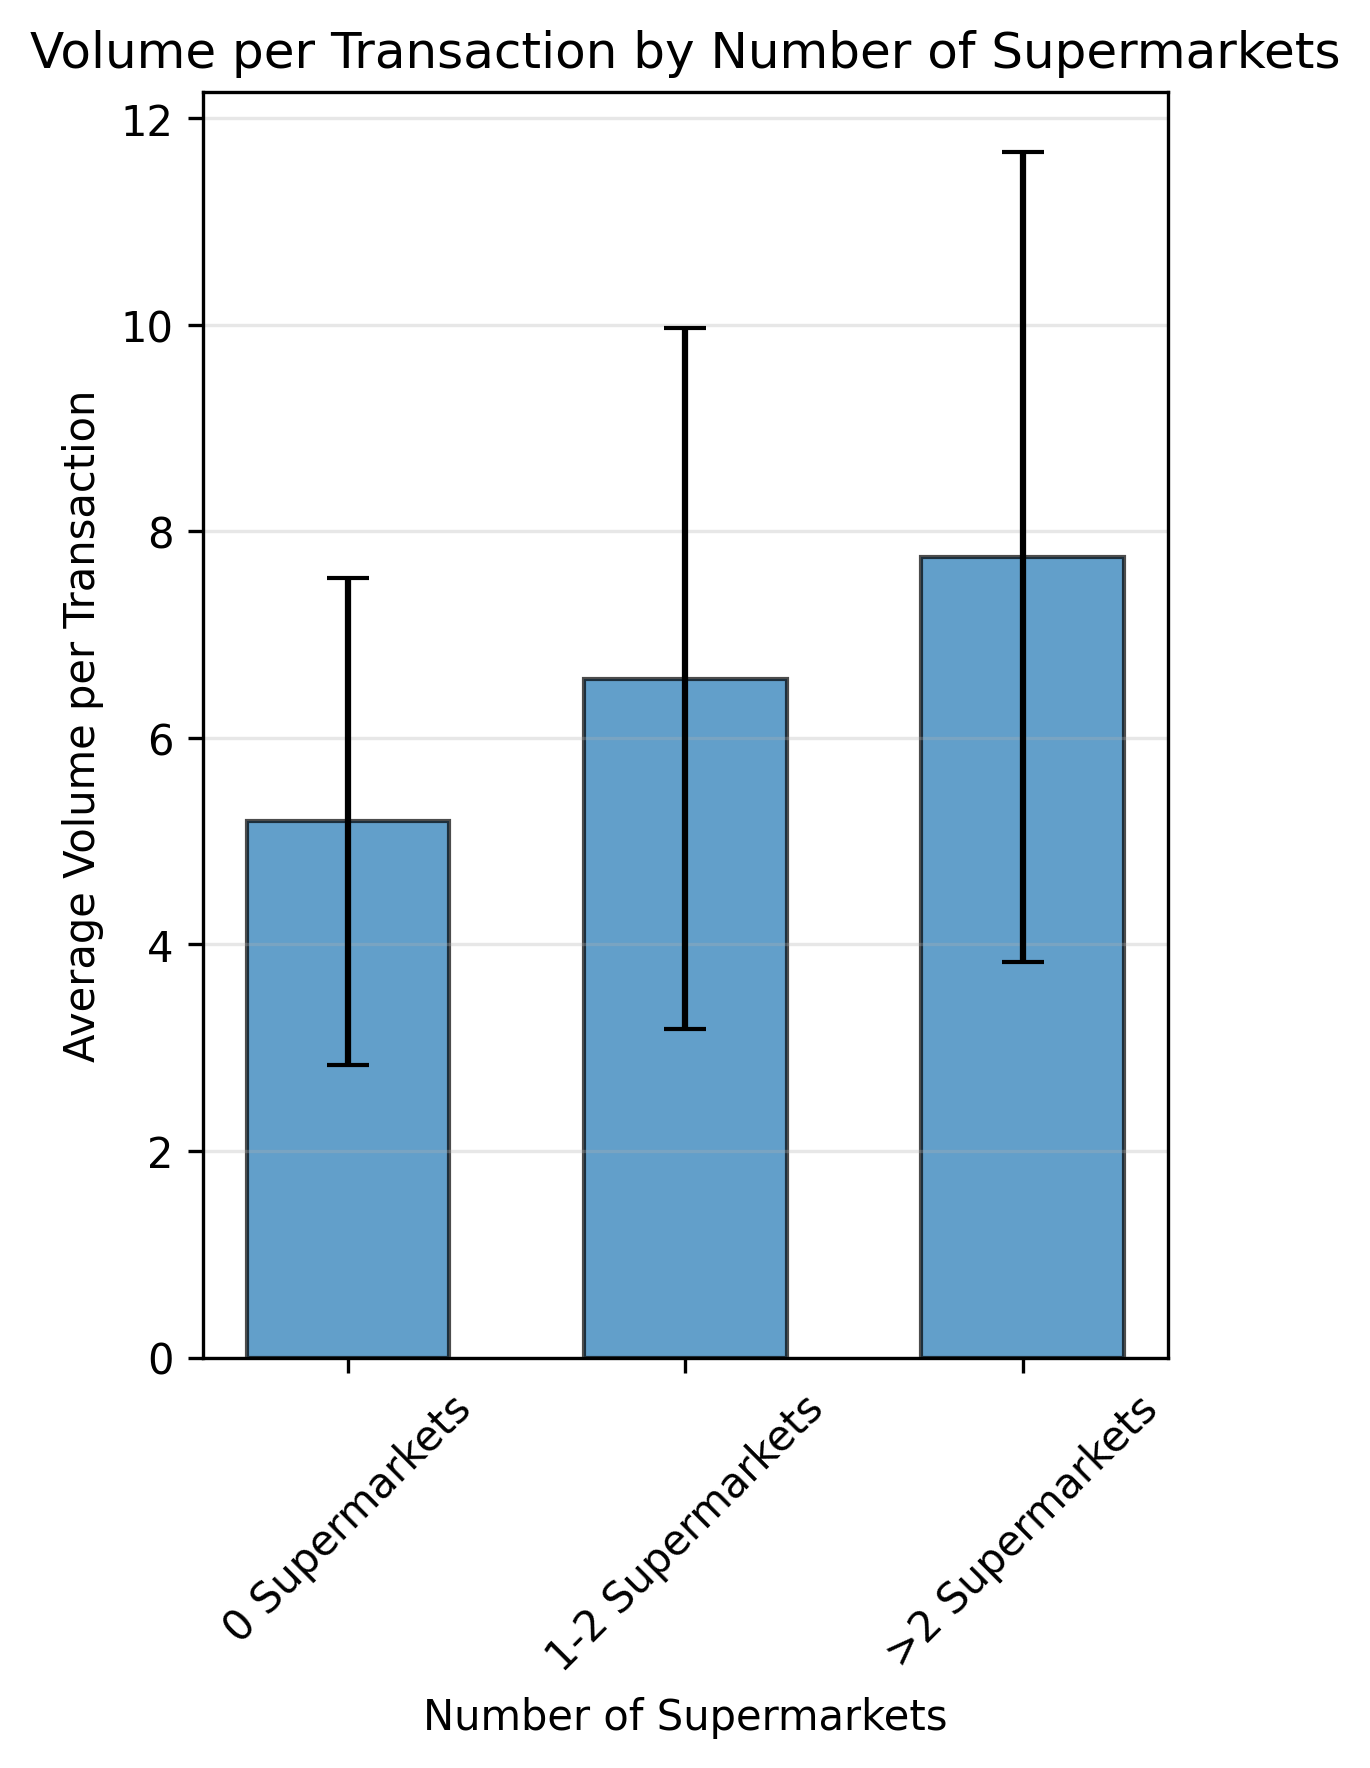 Volume per Transaction by Number of Supermarkets
Average Volume per Transaction
12
10
8
6
4
2
0
0 Supermarkets
1-2 Supermarkets
>2 Supermarkets
Number of Supermarkets